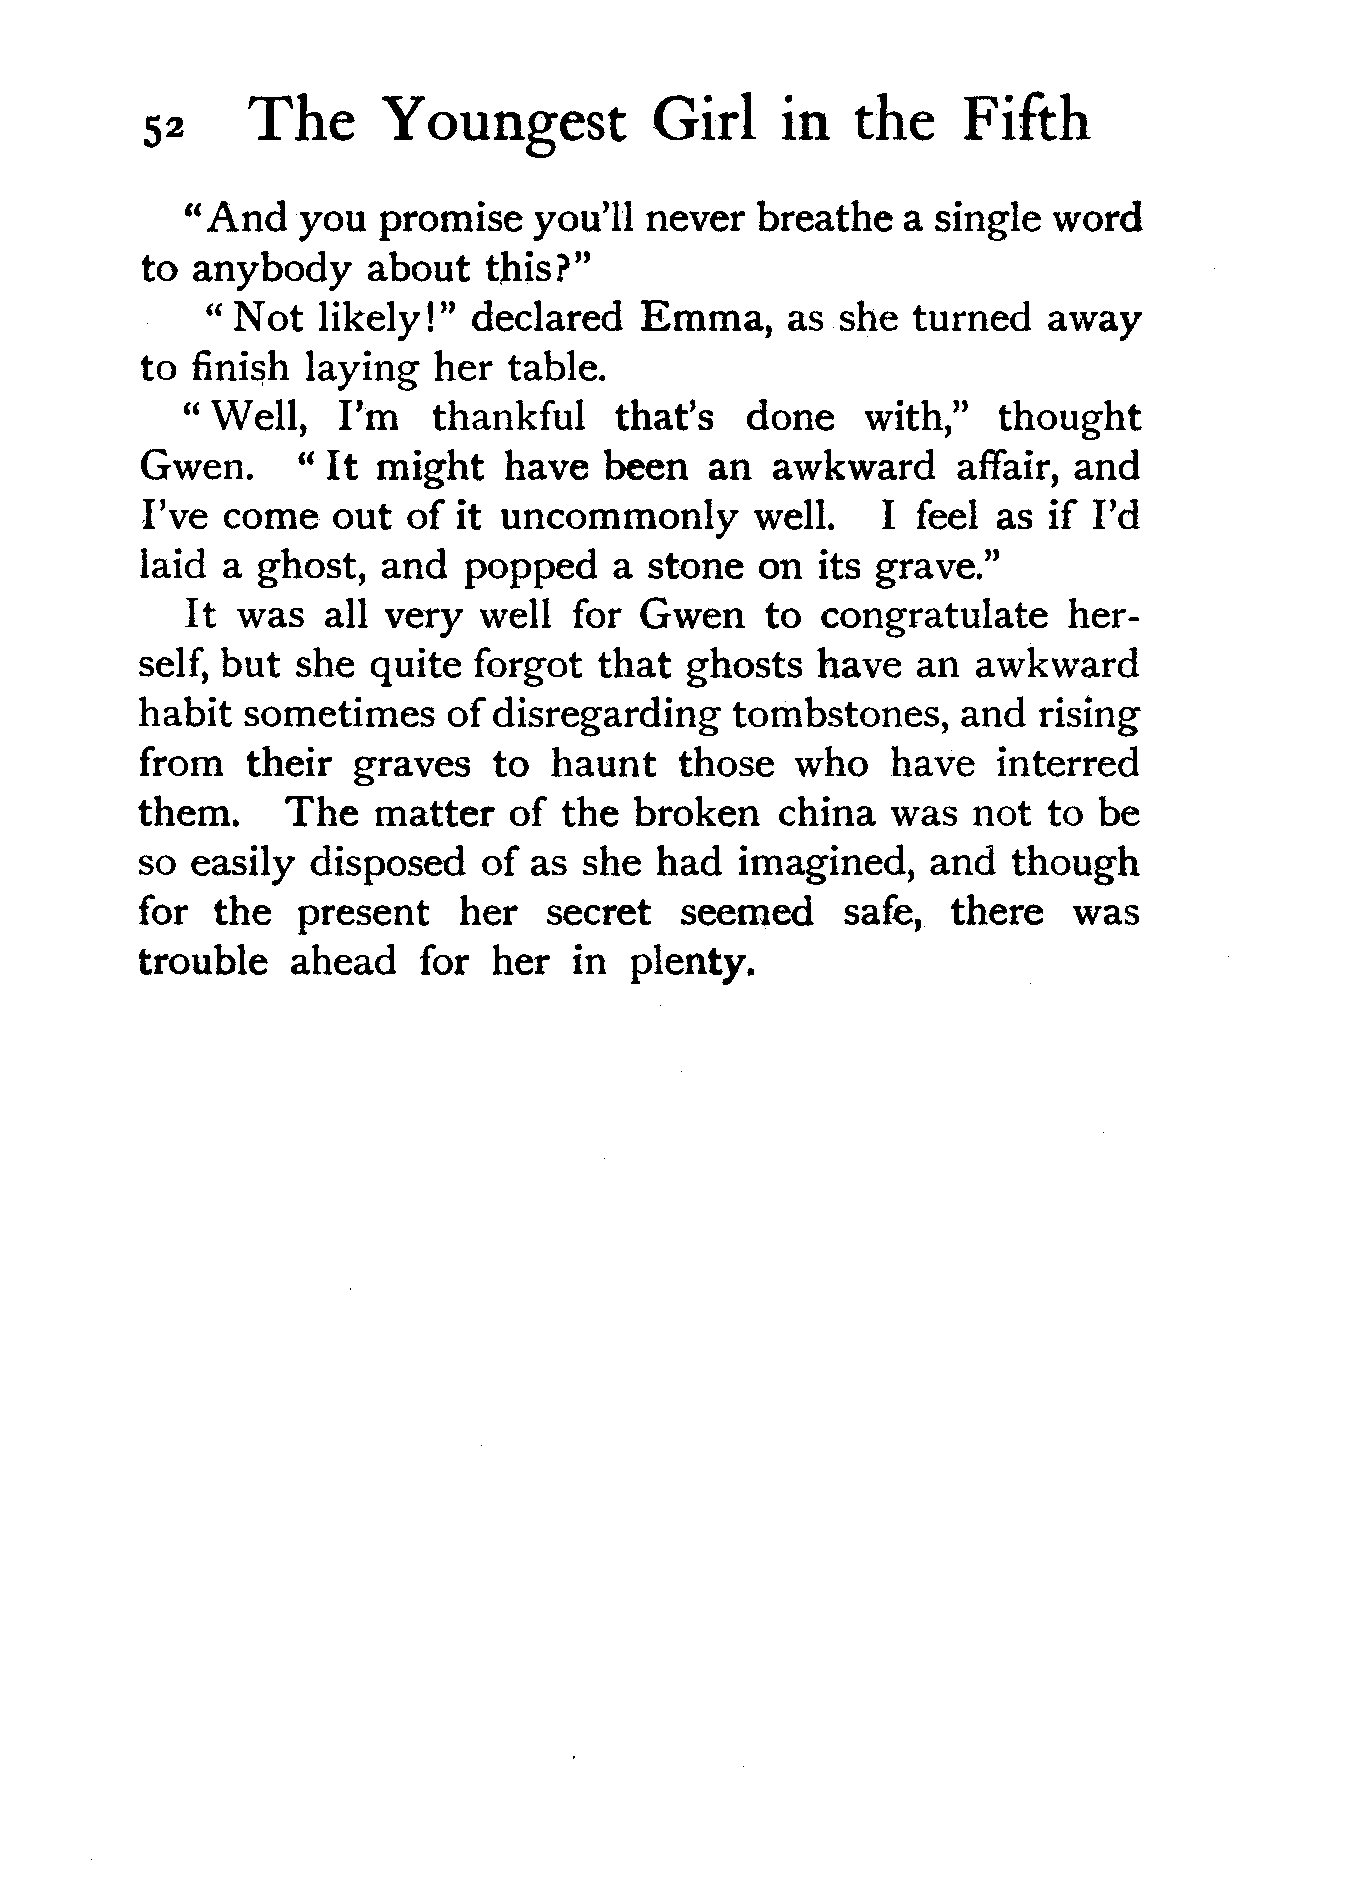 52 The Youngest Girl in the Fifth
“And you promise you’ll never breathe a single word
to anybody about this?”
“Not likely!” declared Emma, as she turned away
to finish laying her table.
“Well, I’m thankful that’s done with,” thought
Gwen. “It might have been an awkward affair, and
I’ve come out of it uncommonly well. I feel as if I’d
laid a ghost, and popped a stone on its grave.”
It was all very well for Gwen to congratulate her-
self, but she quite forgot that ghosts have an awkward
habit sometimes of disregarding tombstones, and rising
from their graves to haunt those who have interred
them. The matter of the broken china was not to be
so easily disposed of as she had imagined, and though
for the present her secret seemed safe, there was
trouble ahead for her in plenty.